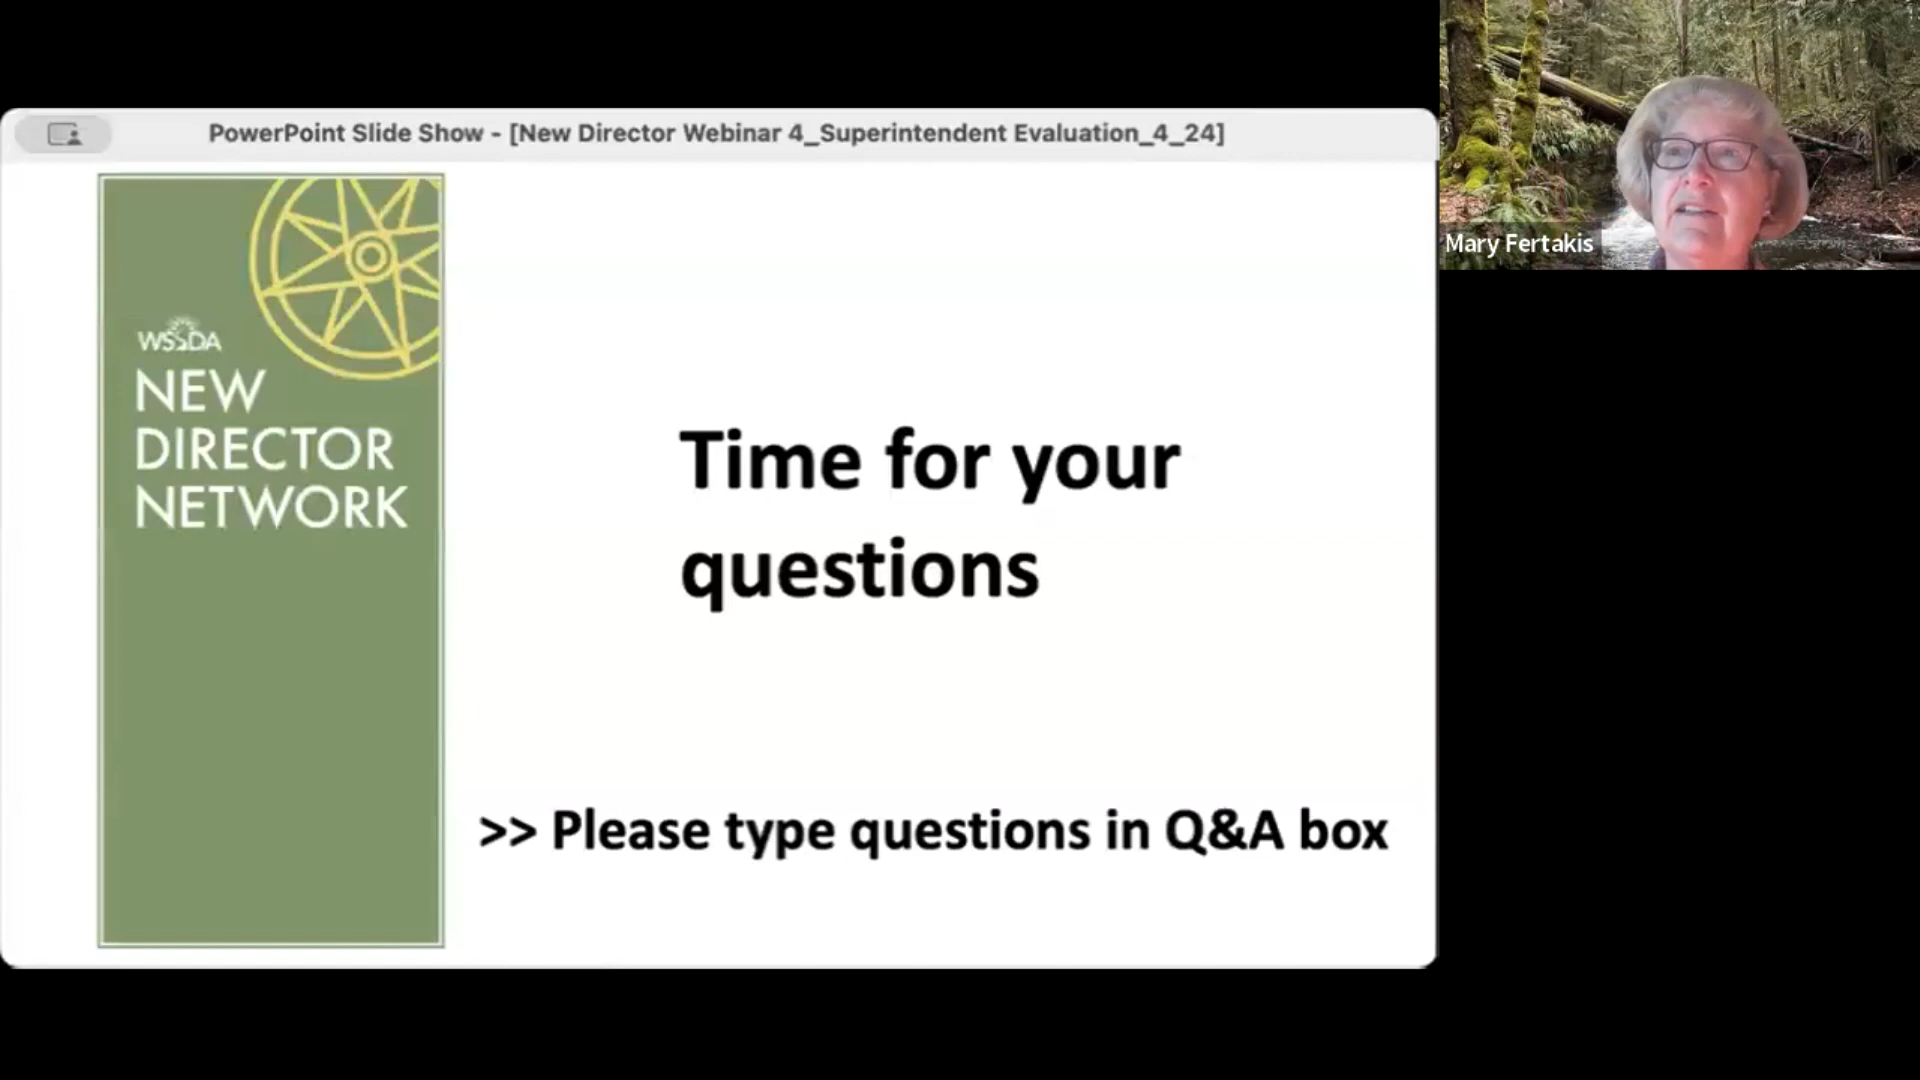 PowerPoint Slide Show - [New Director Webinar 4_Superintendent Evaluation_4_24]
WSSDA
NEW
DIRECTOR
NETWORK
Time for your
questions
>> Please type questions in Q&A box
Mary Fertakis